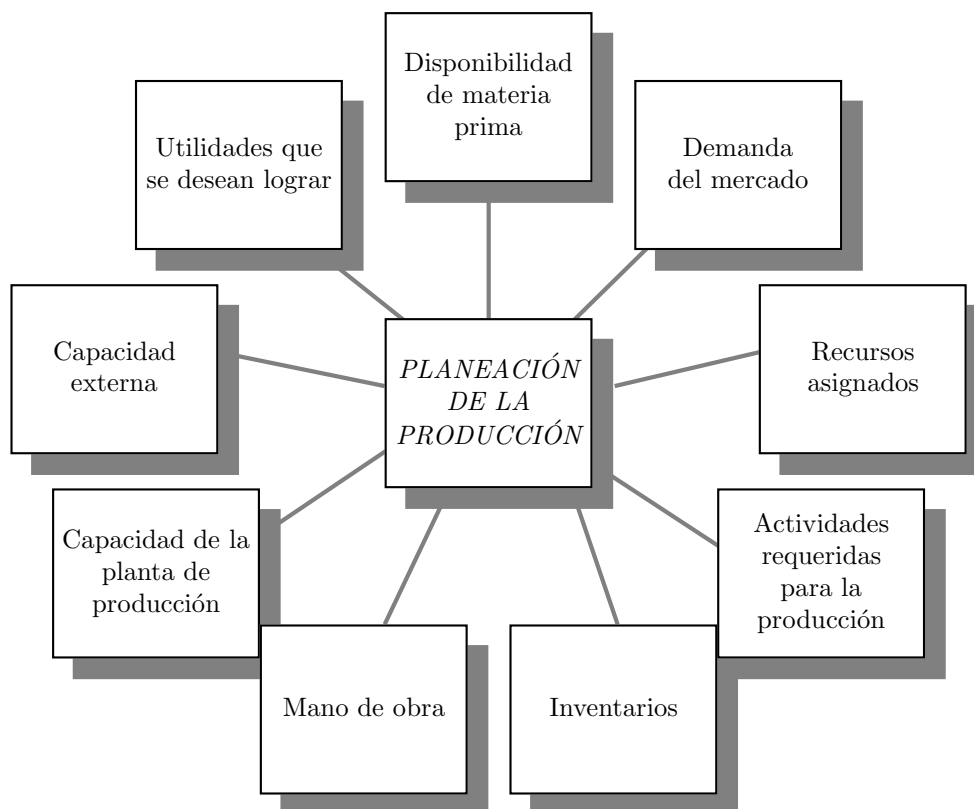 Disponibilidad
de materia
prima
Utilidades que
se desean lograr
Demanda
del mercado
Capacidad
externa
PLANEACIÓN
DE LA
PRODUCCIÓN
Recursos
asignados
Capacidad de la
planta de
producción
Actividades
requeridas
para la
producción
Mano de obra
Inventarios